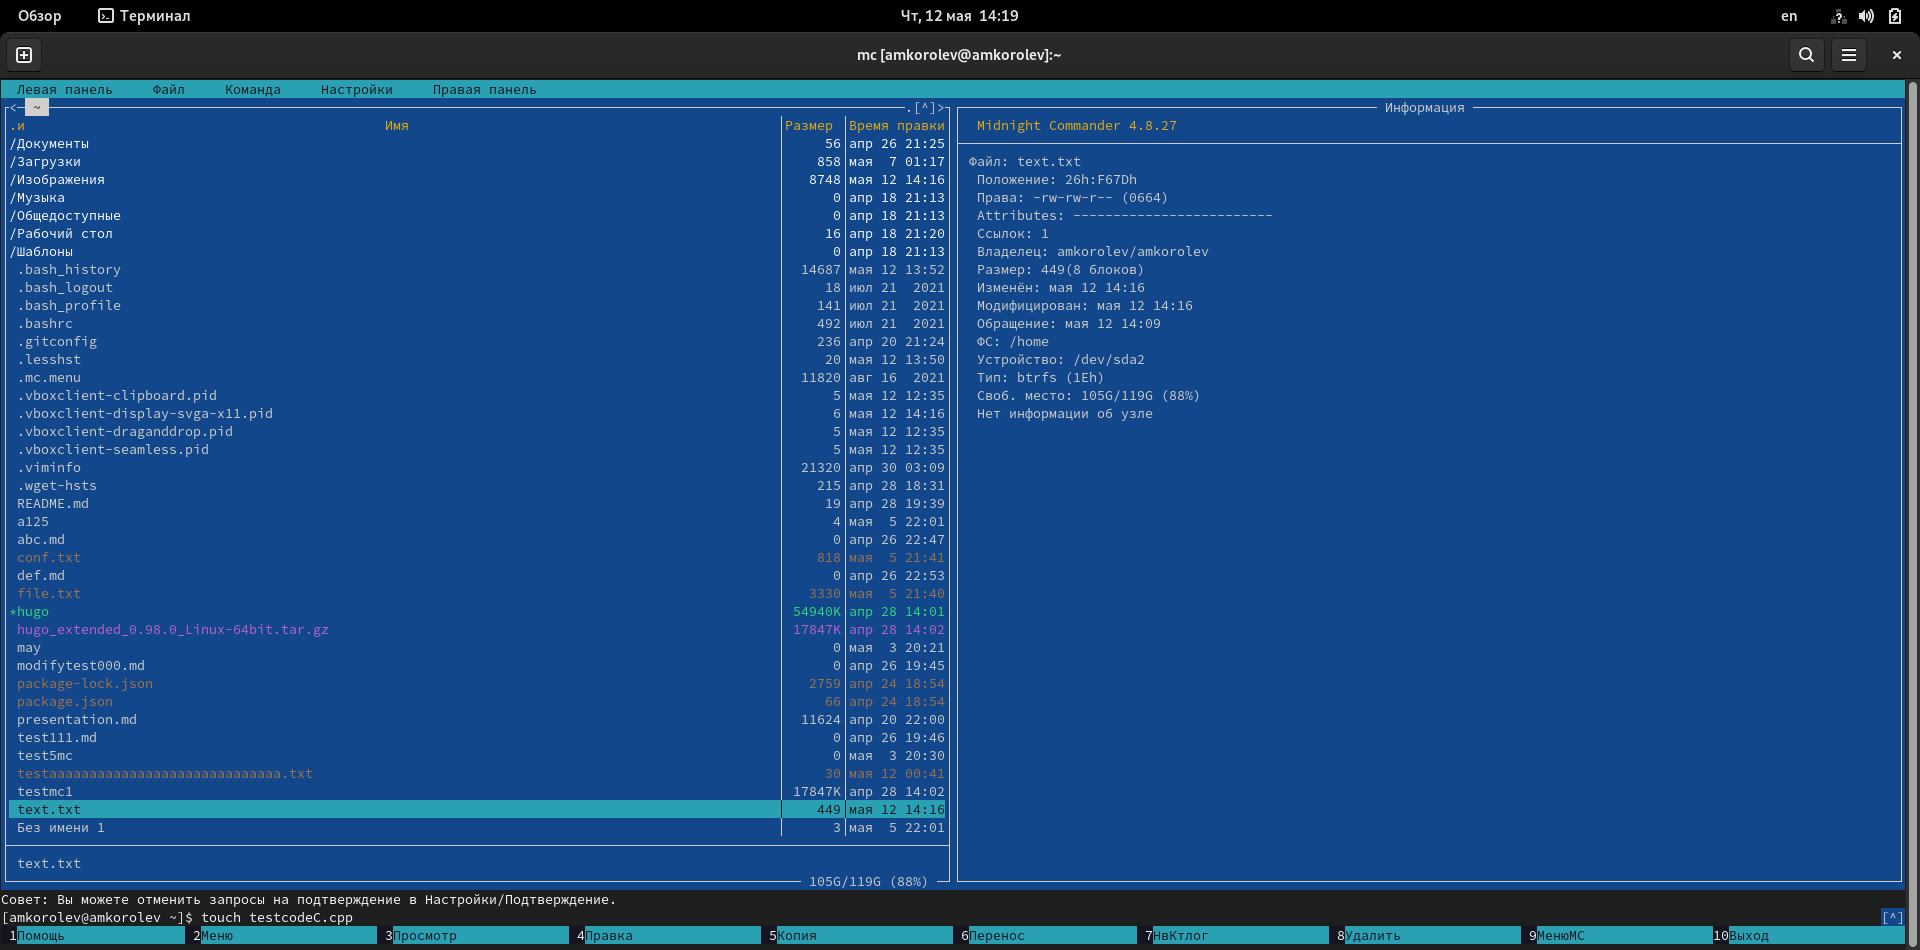 Обзор Терминал Чт, 12 мая 14:19 en
mc [amkorolev@amkorolev]:~
Левая панель Файл Команда Настройки Правая панель
<─ ~ .[^]>
.и Имя Размер Время правки
/Документы 56 апр 26 21:25
/Загрузки 858 мая 7 01:17
/Изображения 8748 мая 12 14:16
/Музыка 0 апр 18 21:13
/Общедоступные 0 апр 18 21:13
/Рабочий стол 16 апр 18 21:20
/Шаблоны 0 апр 18 21:13
.bash_history 14687 мая 12 13:52
.bash_logout 18 июл 21 2021
.bash_profile 141 июл 21 2021
.bashrc 492 июл 21 2021
.gitconfig 236 апр 20 21:24
.lesshst 20 мая 12 13:50
.mc.menu 11820 авг 16 2021
.vboxclient-clipboard.pid 5 мая 12 12:35
.vboxclient-display-svga-x11.pid 6 мая 12 14:16
.vboxclient-draganddrop.pid 5 мая 12 12:35
.vboxclient-seamless.pid 5 мая 12 12:35
.viminfo 21320 апр 30 03:09
.wget-hsts 215 апр 28 18:31
README.md 19 апр 28 19:39
a125 4 мая 5 22:01
abc.md 0 апр 26 22:47
conf.txt 818 мая 5 21:41
def.md 0 апр 26 22:53
file.txt 3330 мая 5 21:40
*hugo 54940K апр 28 14:01
hugo_extended_0.98.0_Linux-64bit.tar.gz 17847K апр 28 14:02
may 0 мая 3 20:21
modifytest000.md 0 апр 26 19:45
package-lock.json 2759 апр 24 18:54
package.json 66 апр 24 18:54
presentation.md 11624 апр 20 22:00
test111.md 0 апр 26 19:46
test5mc 0 мая 3 20:30
testaaaaaaaaaaaaaaaaaaaaaaaaaaaaa.txt 30 мая 12 00:41
testmc1 17847K апр 28 14:02
text.txt 449 мая 12 14:16
Без имени 1 3 мая 5 22:01
text.txt
105G/119G (88%)
Информация
Midnight Commander 4.8.27
Файл: text.txt
Положение: 26h:F67Dh
Права: -rw-rw-r-- (0664)
Attributes: -------------------------
Ссылок: 1
Владелец: amkorolev/amkorolev
Размер: 449(8 блоков)
Изменён: мая 12 14:16
Модифицирован: мая 12 14:16
Обращение: мая 12 14:09
ФС: /home
Устройство: /dev/sda2
Тип: btrfs (1Eh)
Своб. место: 105G/119G (88%)
Нет информации об узле
Совет: Вы можете отменить запросы на подтверждение в Настройки/Подтверждение.
[amkorolev@amkorolev ~]$ touch testcodeC.cpp [^]
1Помощь 2Меню 3Просмотр 4Правка 5Копия 6Перенос 7НвКтлог 8Удалить 9МенюМС 10Выход